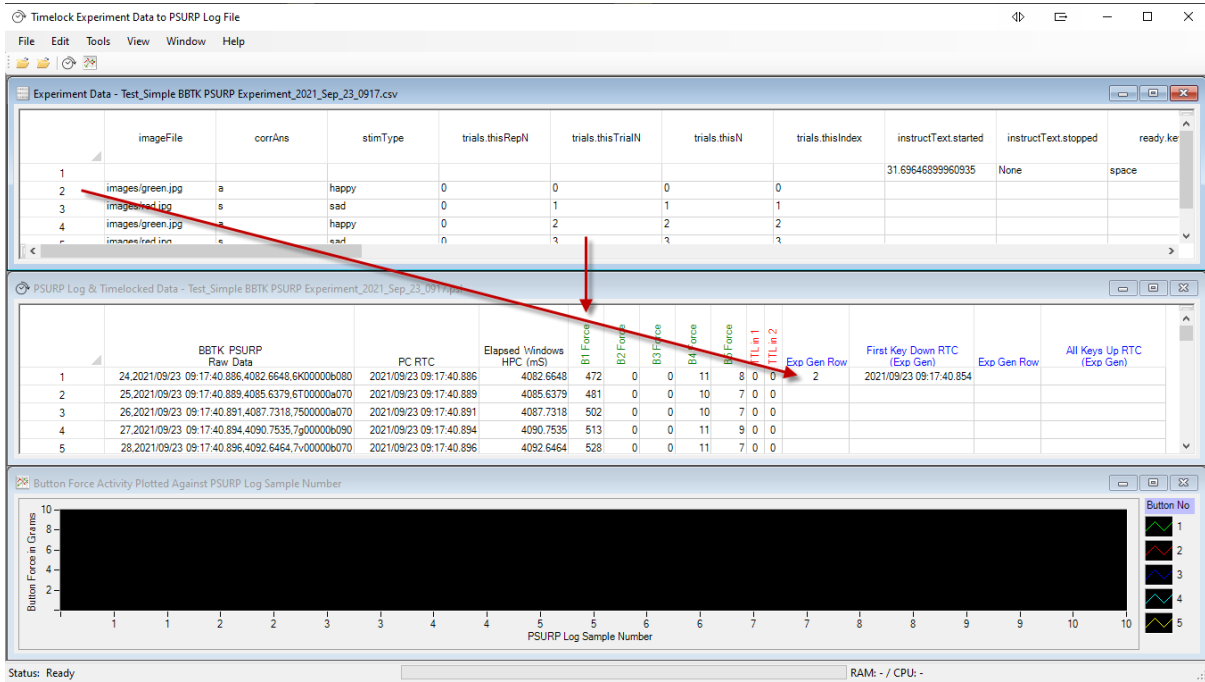 Timelock Experiment Data to PSURP Log File
File Edit Tools View Window Help
Experiment Data - Test_Simple BBTK PSURP Experiment_2021_Sep_23_0917.csv
imageFile corrAns stimType trials.thisRepN trials.thisTrialN trials.thisN trials.thisIndex instructText.started instructText.stopped ready.ke
1 31.69646899960935 None space
2 images/green.jpg a happy 0 0 0 0
3 images/red.jpg s sad 0 1 1 1
4 images/green.jpg a happy 0 2 2 2
images/red.jpg s sad 0 3 3 3
PSURP Log & Timelocked Data - Test_Simple BBTK PSURP Experiment_2021_Sep_23_0917
BBTK PSURP
Raw Data
PC RTC
Elapsed Windows
HPC (mS)
B1 Force
B2 Force
B3 Force
B4 Force
B5 Force
TTL in 1
TTL in 2
Exp Gen Row
First Key Down RTC
(Exp Gen)
Exp Gen Row
All Keys Up RTC
(Exp Gen)
1 24,2021/09/23 09:17:40.886,4082.6648,6K00000b080 2021/09/23 09:17:40.886 4082.6648 472 0 0 11 8 0 0 2 2021/09/23 09:17:40.854
2 25,2021/09/23 09:17:40.889,4085.6379,6T00000a070 2021/09/23 09:17:40.889 4085.6379 481 0 0 10 7 0 0
3 26,2021/09/23 09:17:40.891,4087.7318,7500000a070 2021/09/23 09:17:40.891 4087.7318 502 0 0 10 7 0 0
4 27,2021/09/23 09:17:40.894,4090.7535,7g00000b090 2021/09/23 09:17:40.894 4090.7535 513 0 0 11 9 0 0
5 28,2021/09/23 09:17:40.896,4092.6464,7v00000b070 2021/09/23 09:17:40.896 4092.6464 528 0 0 11 7 0 0
Button Force Activity Plotted Against PSURP Log Sample Number
Button Force in Grams
10
8
6
4
2
1 1 2 2 3 3 4 4 5 5 6 6 7 7 8 8 9 9 10 10
PSURP Log Sample Number
Button No
1
2
3
4
5
Status: Ready RAM: - / CPU: -